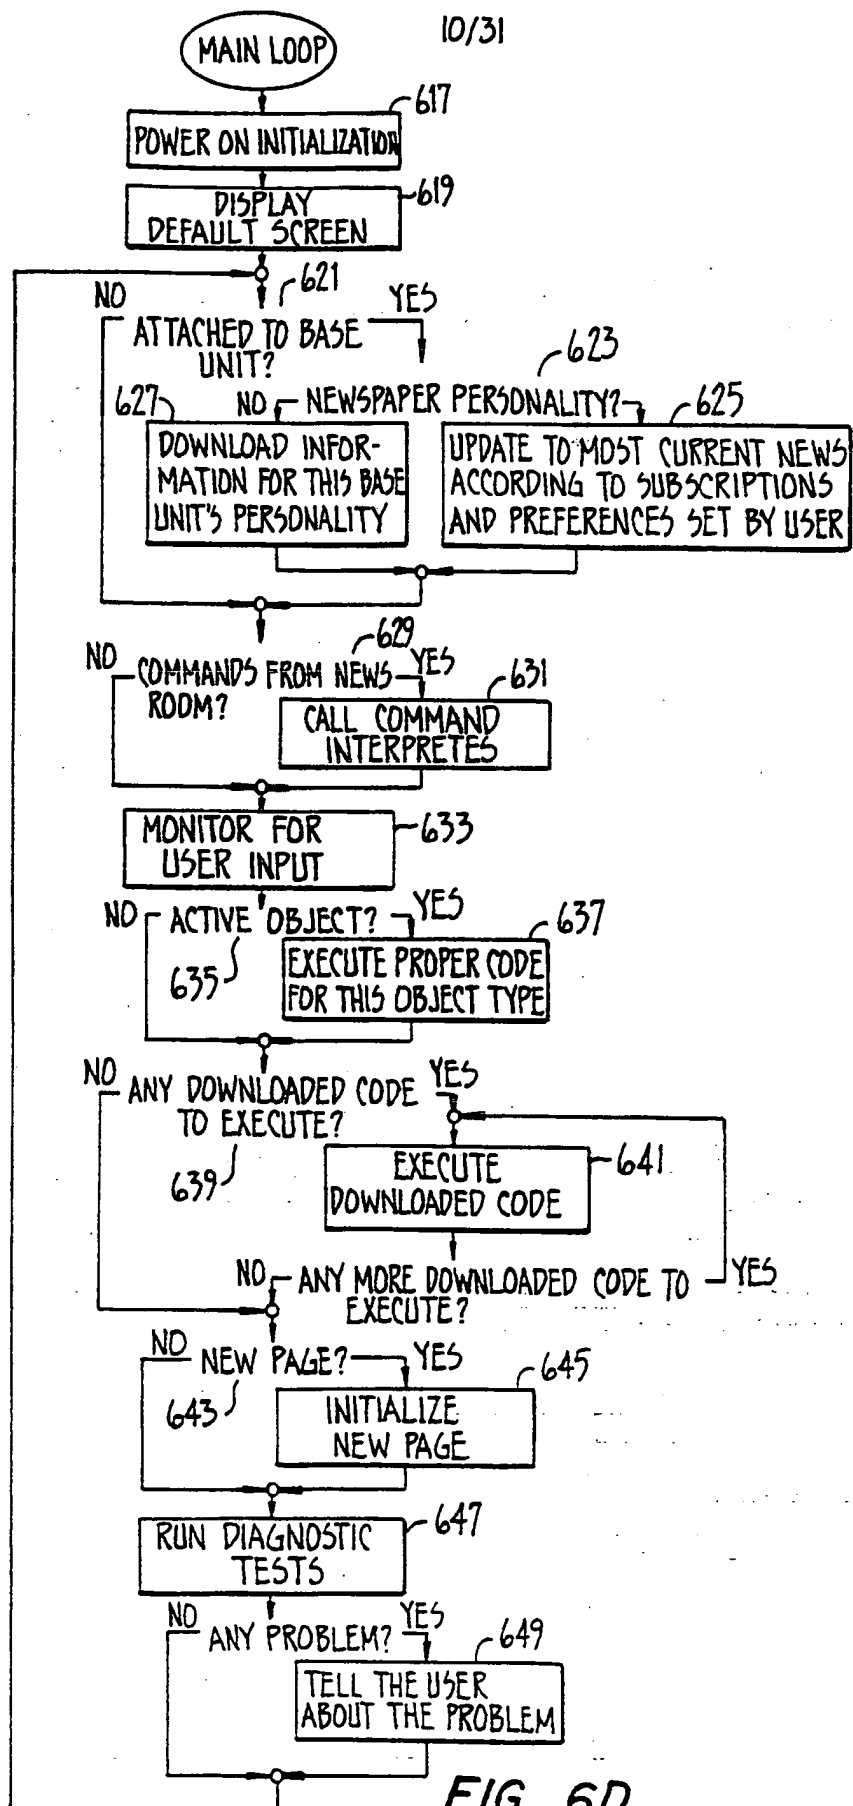 10/31
MAIN LOOP
617
POWER ON INITIALIZATION
619
DISPLAY
DEFAULT SCREEN
621
NO
YES
ATTACHED TO BASE
UNIT?
623
627
NO
NEWSPAPER PERSONALITY?
625
DOWNLOAD INFOR-
MATION FOR THIS BASE
UNIT'S PERSONALITY
UPDATE TO MOST CURRENT NEWS
ACCORDING TO SUBSCRIPTIONS
AND PREFERENCES SET BY USER
629
NO
COMMANDS FROM NEWS
ROOM?
YES
631
CALL COMMAND
INTERPRETES
MONITOR FOR
USER INPUT
633
NO
ACTIVE OBJECT?
YES
637
635
EXECUTE PROPER CODE
FOR THIS OBJECT TYPE
NO
ANY DOWNLOADED CODE
TO EXECUTE?
YES
639
EXECUTE
DOWNLOADED CODE
641
NO
ANY MORE DOWNLOADED CODE TO
EXECUTE?
YES
NO
NEW PAGE?
YES
645
643
INITIALIZE
NEW PAGE
RUN DIAGNOSTIC
TESTS
647
NO
ANY PROBLEM?
YES
649
TELL THE USER
ABOUT THE PROBLEM
FIG. 6D